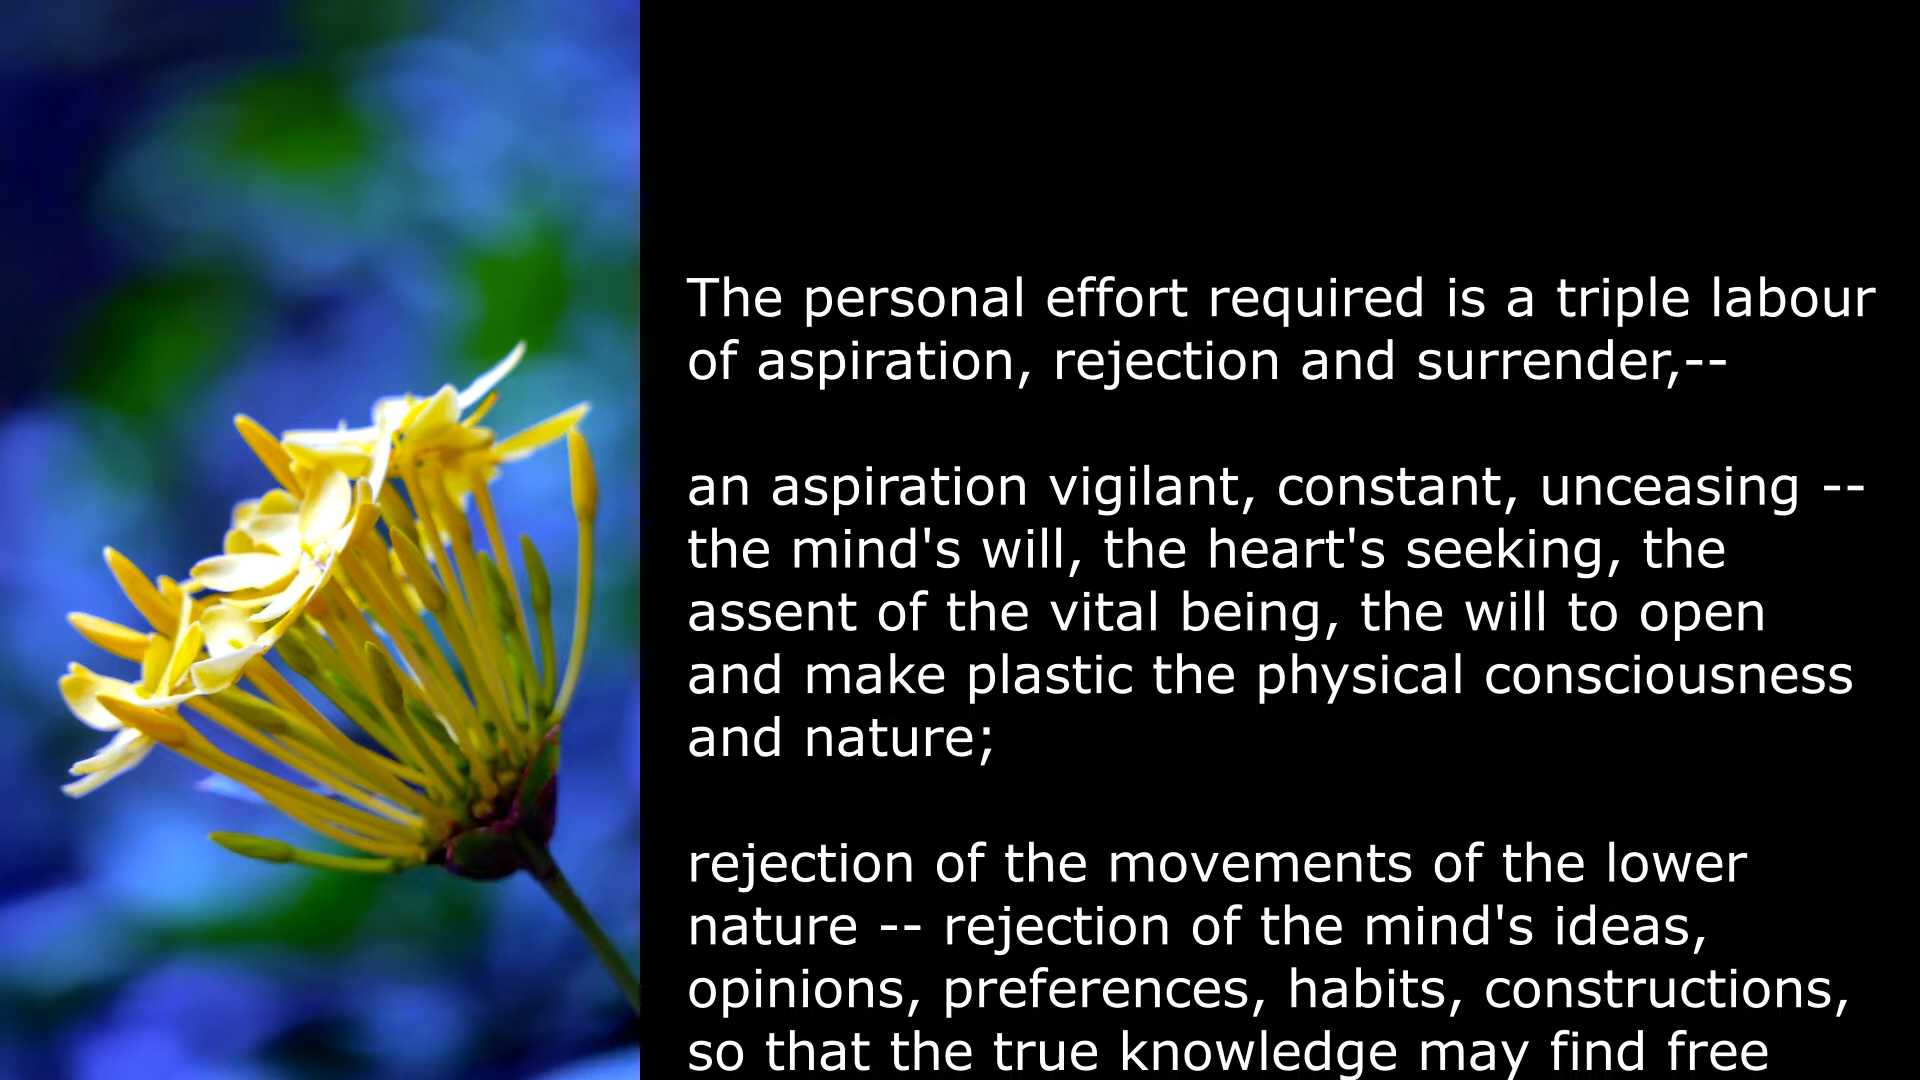 The personal effort required is a triple labour
of aspiration, rejection and surrender,--
an aspiration vigilant, constant, unceasing --
the mind's will, the heart's seeking, the
assent of the vital being, the will to open
and make plastic the physical consciousness
and nature;
rejection of the movements of the lower
nature -- rejection of the mind's ideas,
opinions, preferences, habits, constructions,
so that the true knowledge may find free